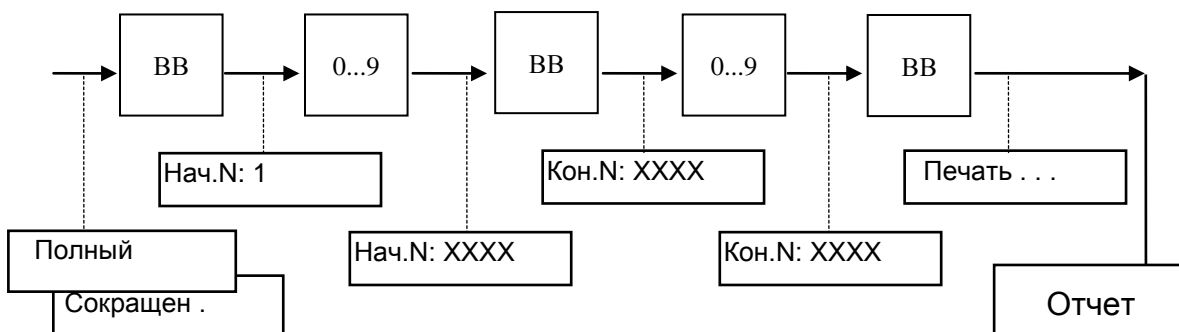 ВВ
0...9
ВВ
0...9
ВВ
Нач.N: 1
Кон.N: XXXX
Печать . . .
Полный
Нач.N: XXXX
Кон.N: XXXX
Сокращен .
Отчет